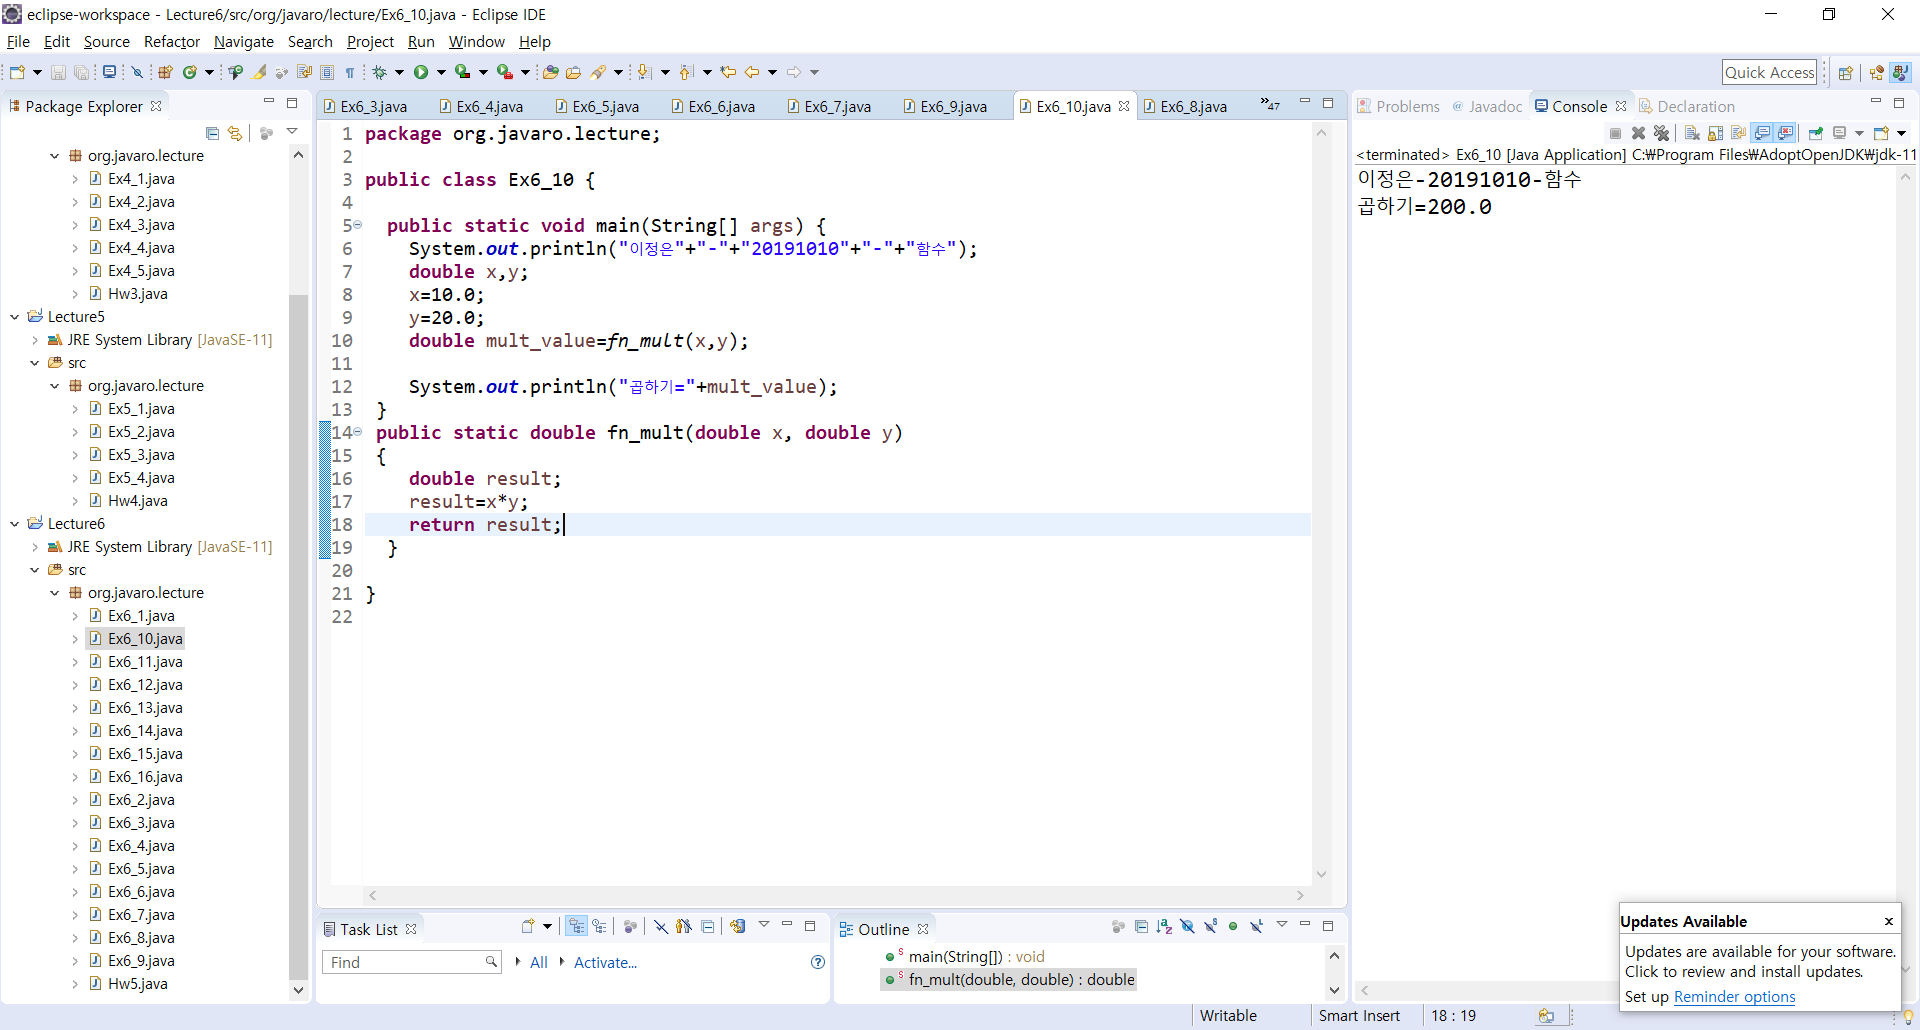 eclipse-workspace - Lecture6/src/org/javaro/lecture/Ex6_10.java - Eclipse IDE
File Edit Source Refactor Navigate Search Project Run Window Help
Quick Access
Package Explorer
org.javaro.lecture
Ex4_1.java
Ex4_2.java
Ex4_3.java
Ex4_4.java
Ex4_5.java
Hw3.java
Lecture5
JRE System Library [JavaSE-11]
src
org.javaro.lecture
Ex5_1.java
Ex5_2.java
Ex5_3.java
Ex5_4.java
Hw4.java
Lecture6
JRE System Library [JavaSE-11]
src
org.javaro.lecture
Ex6_1.java
Ex6_10.java
Ex6_11.java
Ex6_12.java
Ex6_13.java
Ex6_14.java
Ex6_15.java
Ex6_16.java
Ex6_2.java
Ex6_3.java
Ex6_4.java
Ex6_5.java
Ex6_6.java
Ex6_7.java
Ex6_8.java
Ex6_9.java
Hw5.java
Ex6_3.java Ex6_4.java Ex6_5.java Ex6_6.java Ex6_7.java Ex6_9.java Ex6_10.java Ex6_8.java »47
1 package org.javaro.lecture;
2
3 public class Ex6_10 {
4
5 public static void main(String[] args) {
6 System.out.println("이정은"+"-"+"20191010"+"-"+"함수");
7 double x,y;
8 x=10.0;
9 y=20.0;
10 double mult_value=fn_mult(x,y);
11
12 System.out.println("곱하기="+mult_value);
13 }
14 public static double fn_mult(double x, double y)
15 {
16 double result;
17 result=x*y;
18 return result;
19 }
20
21 }
22
Problems @ Javadoc Console Declaration
<terminated> Ex6_10 [Java Application] C:₩Program Files₩AdoptOpenJDK₩jdk-11
이정은-20191010-함수
곱하기=200.0
Task List
Find All Activate...
Outline
main(String[]) : void
fn_mult(double, double) : double
Updates Available x
Updates are available for your software.
Click to review and install updates.
Set up Reminder options
Writable Smart Insert 18 : 19